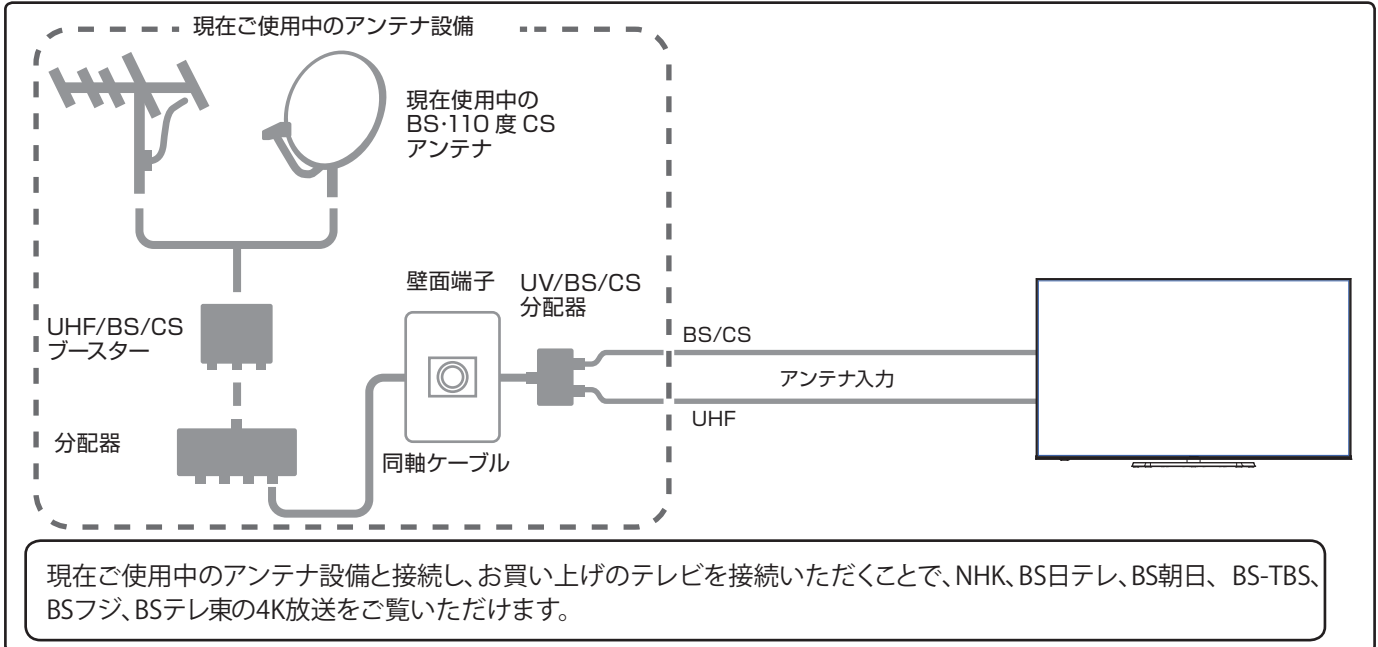 現在ご使用中のアンテナ設備
現在使用中の
BS･110 度 CS
アンテナ
壁面端子
UV/BS/CS
分配器
UHF/BS/CS
ブースター
BS/CS
アンテナ入力
UHF
分配器
同軸ケーブル
現在ご使用中のアンテナ設備と接続し、お買い上げのテレビを接続いただくことで、NHK、BS日テレ、BS朝日、BS-TBS、
BSフジ、BSテレ東の4K放送をご覧いただけます。